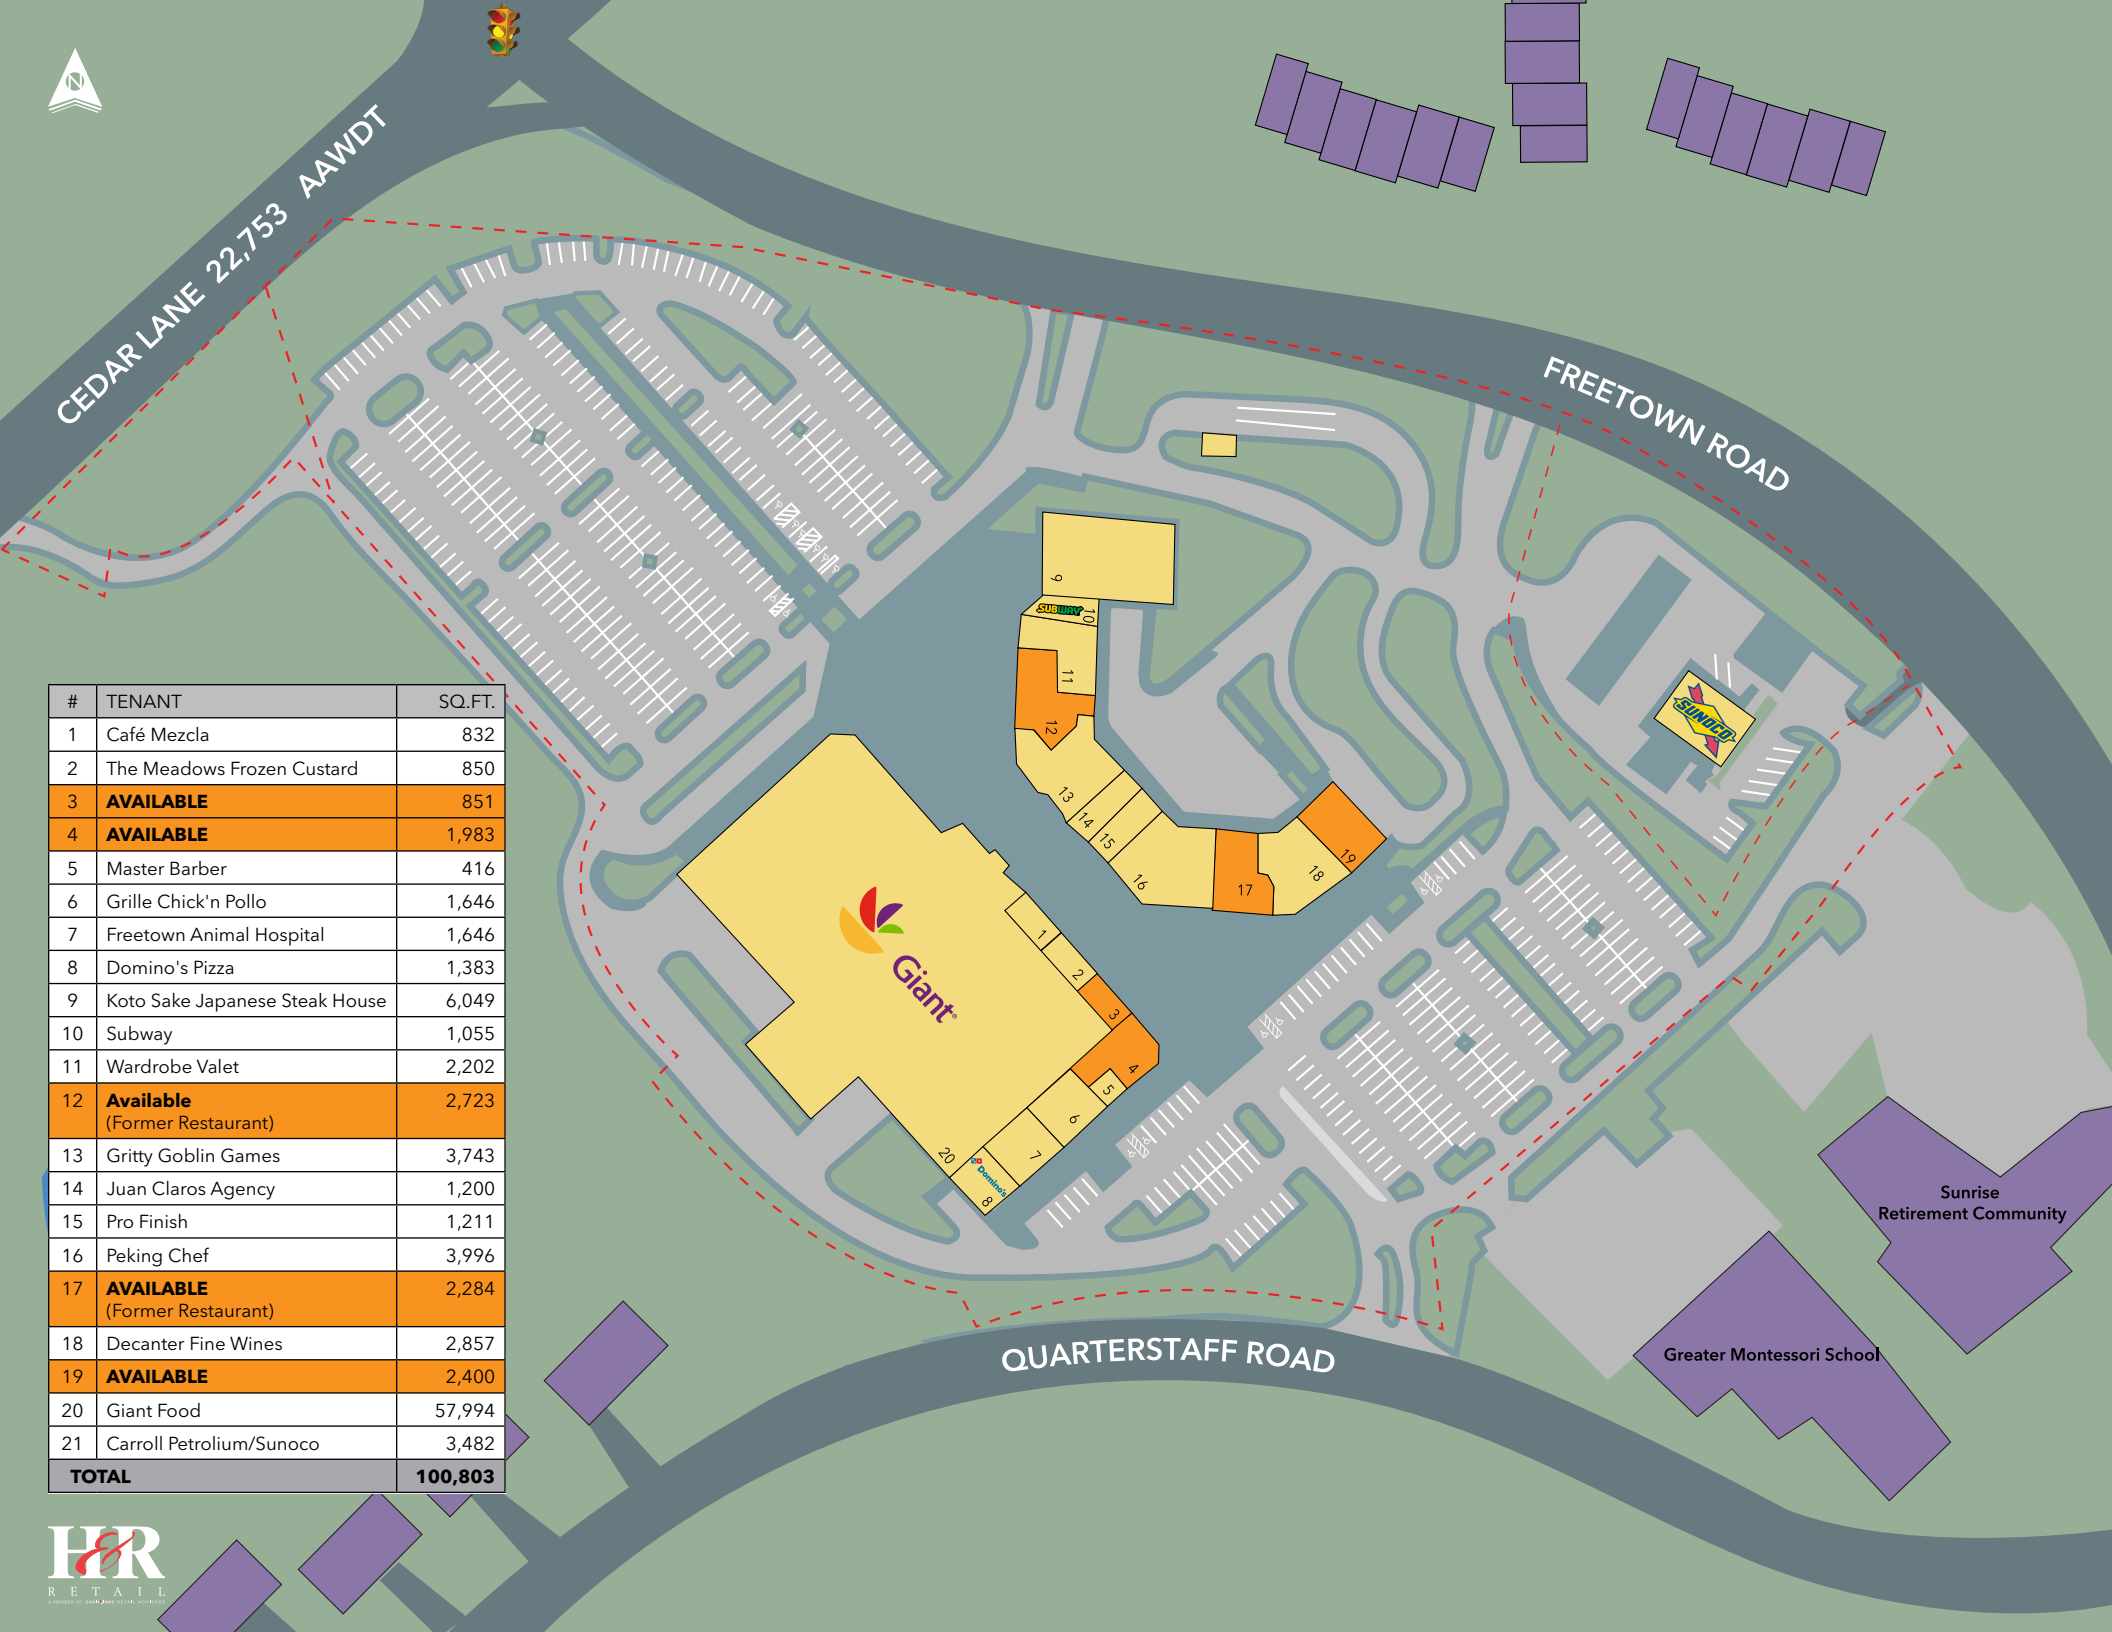 N
CEDAR LANE 22,753 AAWDT
FREETOWN ROAD
QUARTERSTAFF ROAD
9
SUBWAY
10
11
12
13
14
15
16
17
18
19
SUNOCO
Giant
1
2
3
4
5
6
7
20
Domino's
8
Sunrise
Retirement Community
Greater Montessori School
# TENANT SQ.FT.
1 Café Mezcla 832
2 The Meadows Frozen Custard 850
3 AVAILABLE 851
4 AVAILABLE 1,983
5 Master Barber 416
6 Grille Chick'n Pollo 1,646
7 Freetown Animal Hospital 1,646
8 Domino's Pizza 1,383
9 Koto Sake Japanese Steak House 6,049
10 Subway 1,055
11 Wardrobe Valet 2,202
12 Available 2,723
(Former Restaurant)
13 Gritty Goblin Games 3,743
14 Juan Claros Agency 1,200
15 Pro Finish 1,211
16 Peking Chef 3,996
17 AVAILABLE 2,284
(Former Restaurant)
18 Decanter Fine Wines 2,857
19 AVAILABLE 2,400
20 Giant Food 57,994
21 Carroll Petrolium/Sunoco 3,482
TOTAL 100,803
H&R
RETAIL